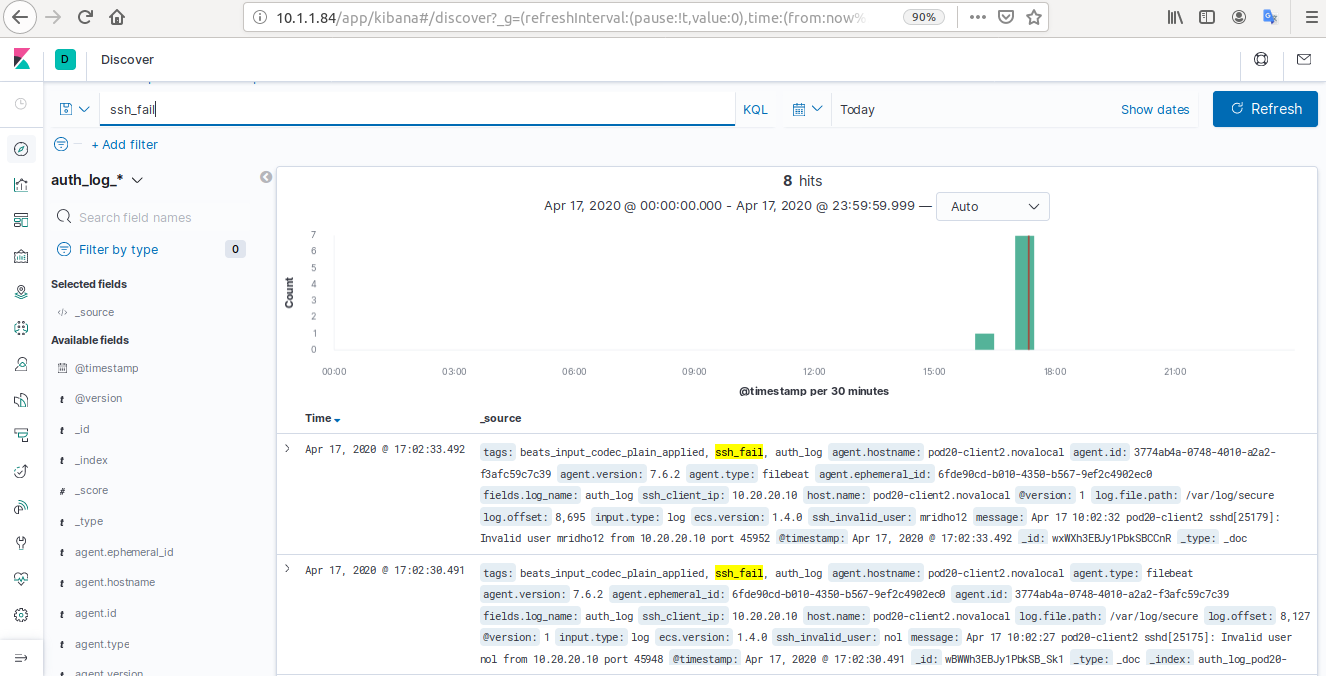 10.1.1.84/app/kibana#/discover?_g=(refreshInterval:(pause:!t,value:0),time:(from:now%
90%
D Discover
ssh_fail
KQL
Today
Show dates
Refresh
+ Add filter
auth_log_*
Search field names
Filter by type 0
Selected fields
_source
Available fields
@timestamp
t @version
t _id
t _index
# _score
t _type
t agent.ephemeral_id
t agent.hostname
t agent.id
t agent.type
t agent.version
8 hits
Apr 17, 2020 @ 00:00:00.000 - Apr 17, 2020 @ 23:59:59.999 — Auto
Count
7
6
5
4
3
2
1
0
00:00 03:00 06:00 09:00 12:00 15:00 18:00 21:00
@timestamp per 30 minutes
Time _source
Apr 17, 2020 @ 17:02:33.492
tags: beats_input_codec_plain_applied, ssh_fail, auth_log agent.hostname: pod20-client2.novalocal agent.id: 3774ab4a-0748-4010-a2a2-
f3afc59c7c39 agent.version: 7.6.2 agent.type: filebeat agent.ephemeral_id: 6fde90cd-b010-4350-b567-9ef2c4902ec0
fields.log_name: auth_log ssh_client_ip: 10.20.20.10 host.name: pod20-client2.novalocal @version: 1 log.file.path: /var/log/secure
log.offset: 8,695 input.type: log ecs.version: 1.4.0 ssh_invalid_user: mridho12 message: Apr 17 10:02:32 pod20-client2 sshd[25179]:
Invalid user mridho12 from 10.20.20.10 port 45952 @timestamp: Apr 17, 2020 @ 17:02:33.492 _id: wxWXh3EBJy1PbkSBCCnR _type: _doc
Apr 17, 2020 @ 17:02:30.491
tags: beats_input_codec_plain_applied, ssh_fail, auth_log agent.hostname: pod20-client2.novalocal agent.type: filebeat
agent.version: 7.6.2 agent.ephemeral_id: 6fde90cd-b010-4350-b567-9ef2c4902ec0 agent.id: 3774ab4a-0748-4010-a2a2-f3afc59c7c39
fields.log_name: auth_log ssh_client_ip: 10.20.20.10 host.name: pod20-client2.novalocal log.file.path: /var/log/secure log.offset: 8,127
@version: 1 input.type: log ecs.version: 1.4.0 ssh_invalid_user: nol message: Apr 17 10:02:27 pod20-client2 sshd[25175]: Invalid user
nol from 10.20.20.10 port 45948 @timestamp: Apr 17, 2020 @ 17:02:30.491 _id: wBWWh3EBJy1PbkSB_Sk1 _type: _doc _index: auth_log_pod20-